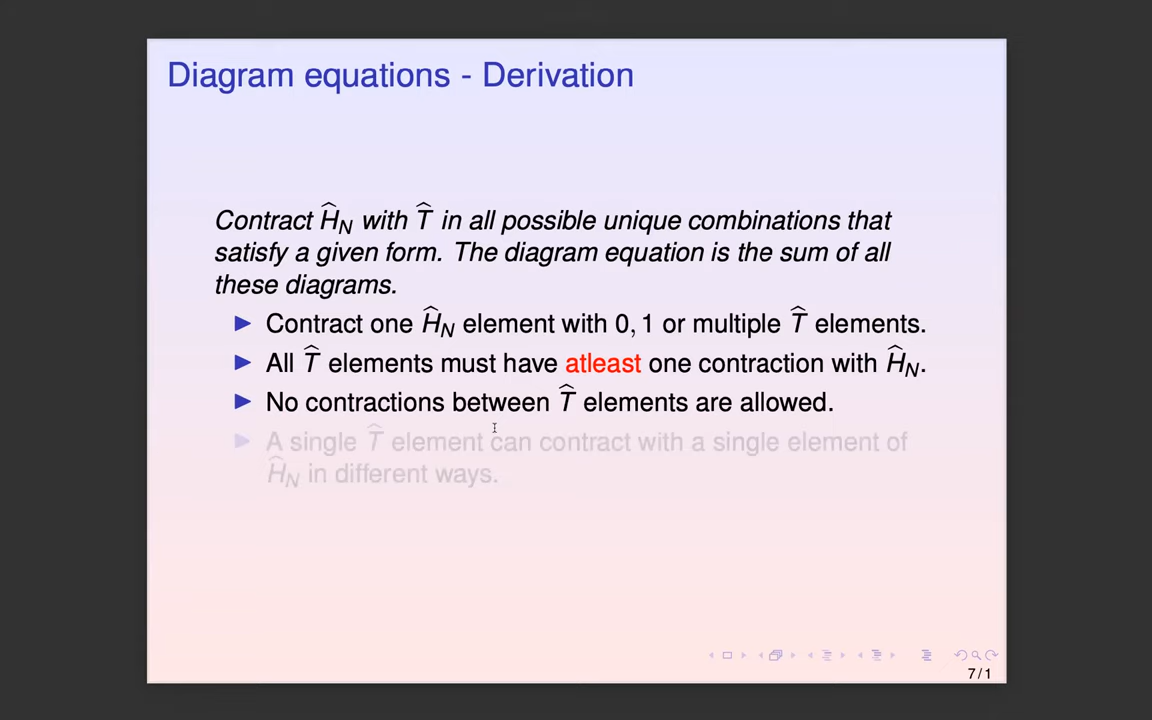 Diagram equations - Derivation
Contract Ĥ_N with T̂ in all possible unique combinations that
satisfy a given form. The diagram equation is the sum of all
these diagrams.
▶ Contract one Ĥ_N element with 0, 1 or multiple T̂ elements.
▶ All T̂ elements must have atleast one contraction with Ĥ_N.
▶ No contractions between T̂ elements are allowed.
▶ A single T̂ element can contract with a single element of
Ĥ_N in different ways.
7 / 1